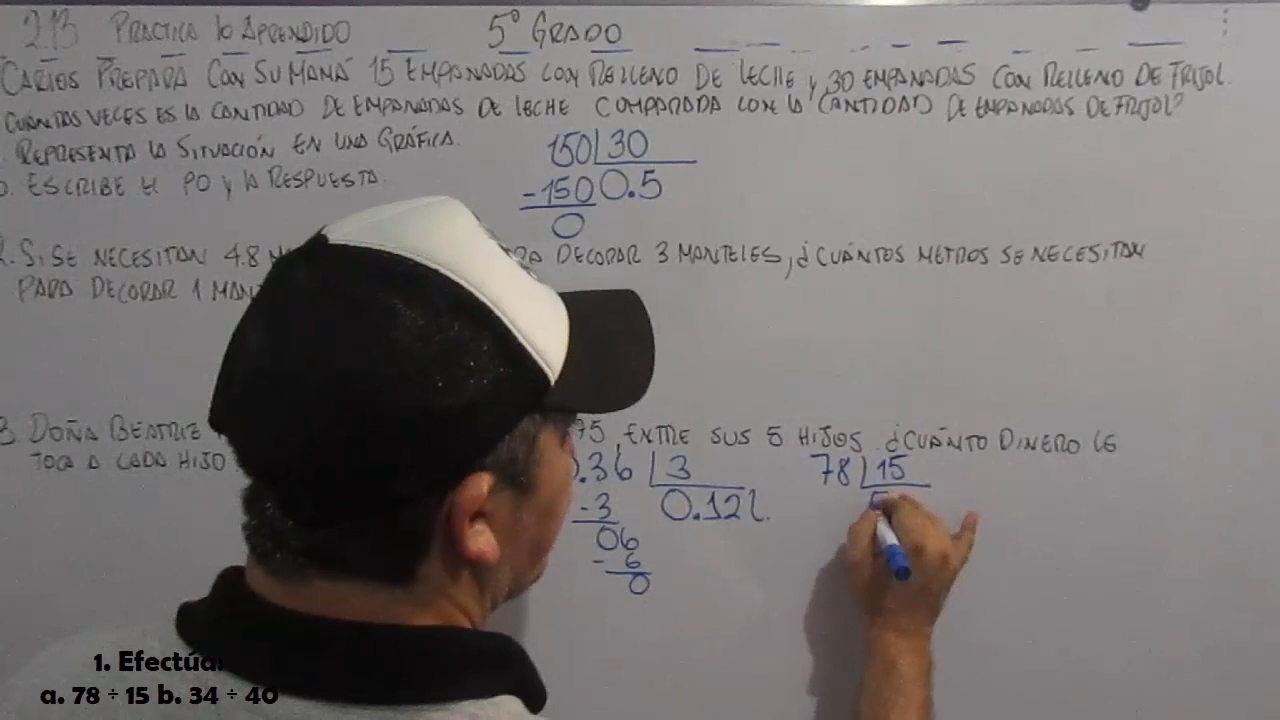 2.13 PRACTICA lo APRENDIDO 5° GRADO
CARlOS PREPARA CON SU MAMÁ 15 EMPANADAS CON RELLENO DE LECHE y 30 EMPANADAS CON RELLENO DE FRIJOL.
CUÁNTAS VECES ES LA CANTIDAD DE EMPANADAS DE LECHE COMPARADA CON LA CANTIDAD DE EMPANADAS DE FRIJOL?
REPRESENTA LA SITUACIÓN EN UNA GRÁFICA.
ESCRIBE EL PO y LA RESPUESTA.
150 30
-150 0.5
0
2. SI SE NECESITAN 4.8 DECORAR 3 MANTELES, ¿CUÁNTOS METROS SE NECESITAN
PARA DECORAR 1
3. DOÑA BEATRIZ 75 ENTRE SUS 5 HIJOS. ¿CUÁNTO DINERO LE
TOCA A CADA HIJO
.36 3
-3 0.12 l.
06
-6
0
78 15
5
1. Efectúa
a. 78 ÷ 15 b. 34 ÷ 40